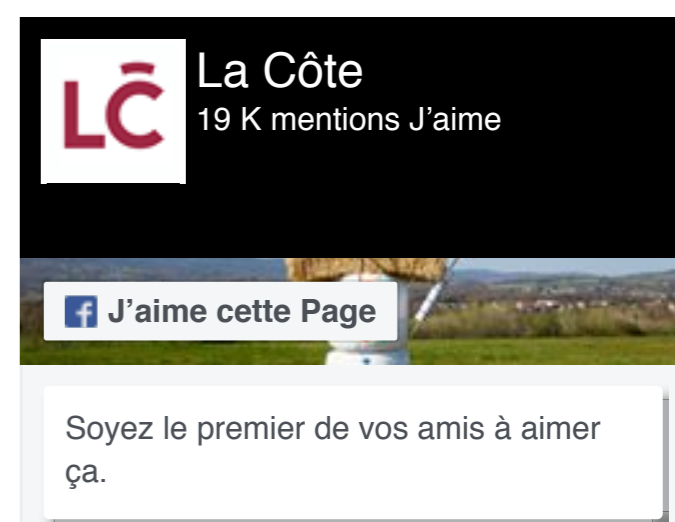 LC̄
La Côte
19 K mentions J’aime
J’aime cette Page
Soyez le premier de vos amis à aimer
ça.